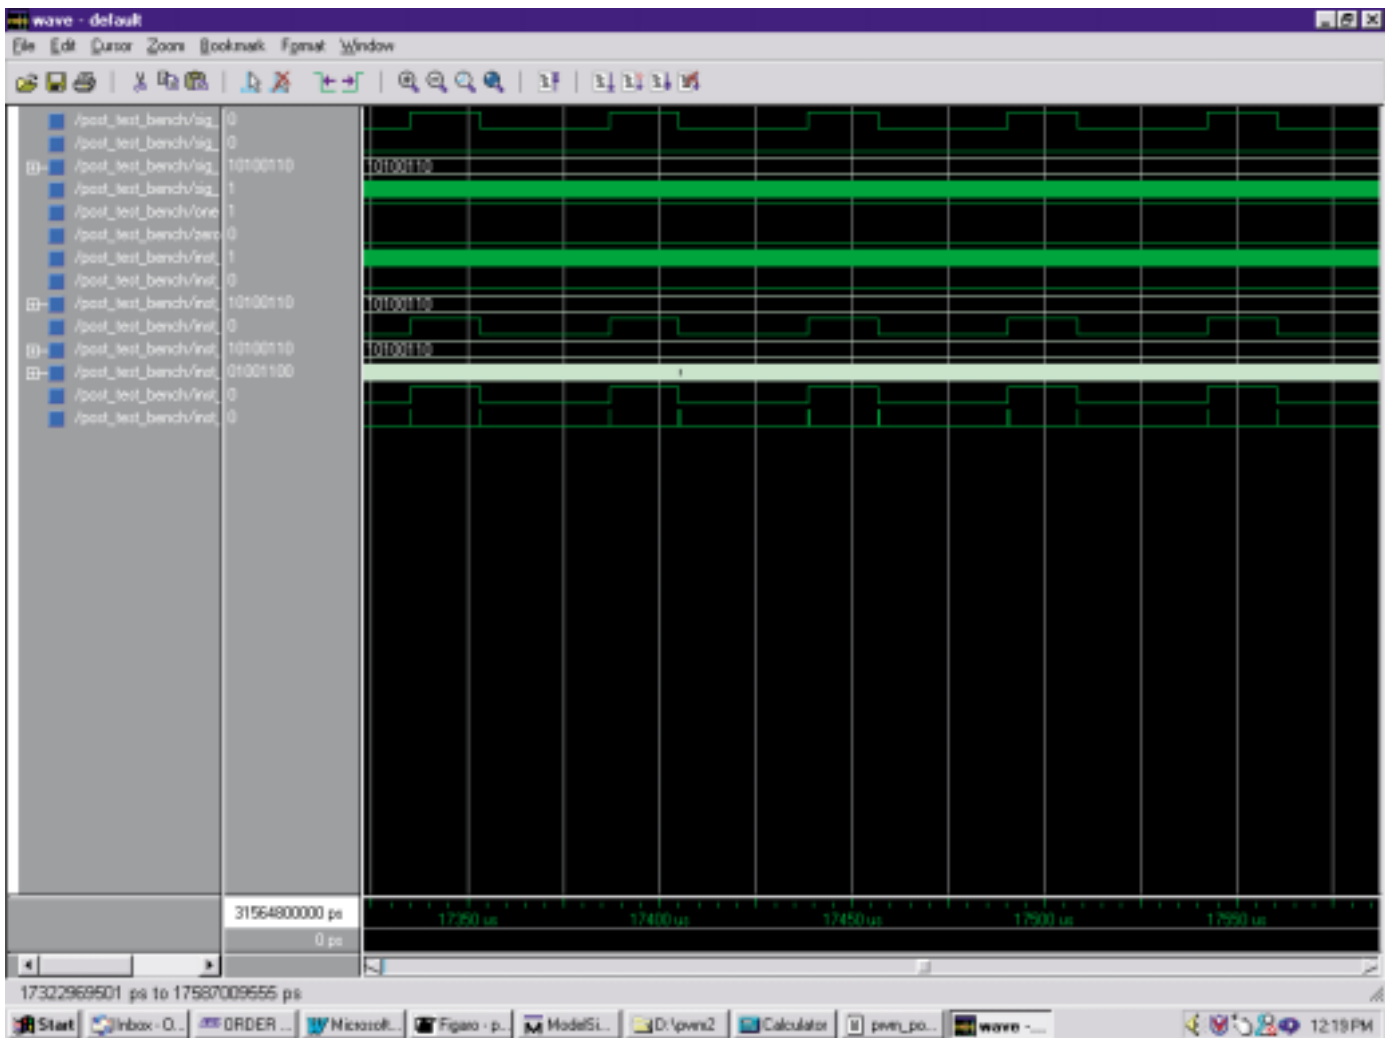 wave - default
File Edit Cursor Zoom Bookmark Format Window
/post_test_bench/sig_ 0
/post_test_bench/sig_ 0
/post_test_bench/sig_ 10100110 10100110
/post_test_bench/sig_ 1
/post_test_bench/one 1
/post_test_bench/zero 0
/post_test_bench/inst_ 1
/post_test_bench/inst_ 0
/post_test_bench/inst_ 10100110 10100110
/post_test_bench/inst_ 0
/post_test_bench/inst_ 10100110 10100110
/post_test_bench/inst_ 01001100
/post_test_bench/inst_ 0
/post_test_bench/inst_ 0
31564800000 ps 17350 us 17400 us 17450 us 17500 us 17550 us
0 ps
17322969501 ps to 17587009555 ps
Start Inbox - O... ORDER ... Microsoft... Figaro - p... ModelSi... D:\pwm2 Calculator pwm_po... wave -... 12:19 PM